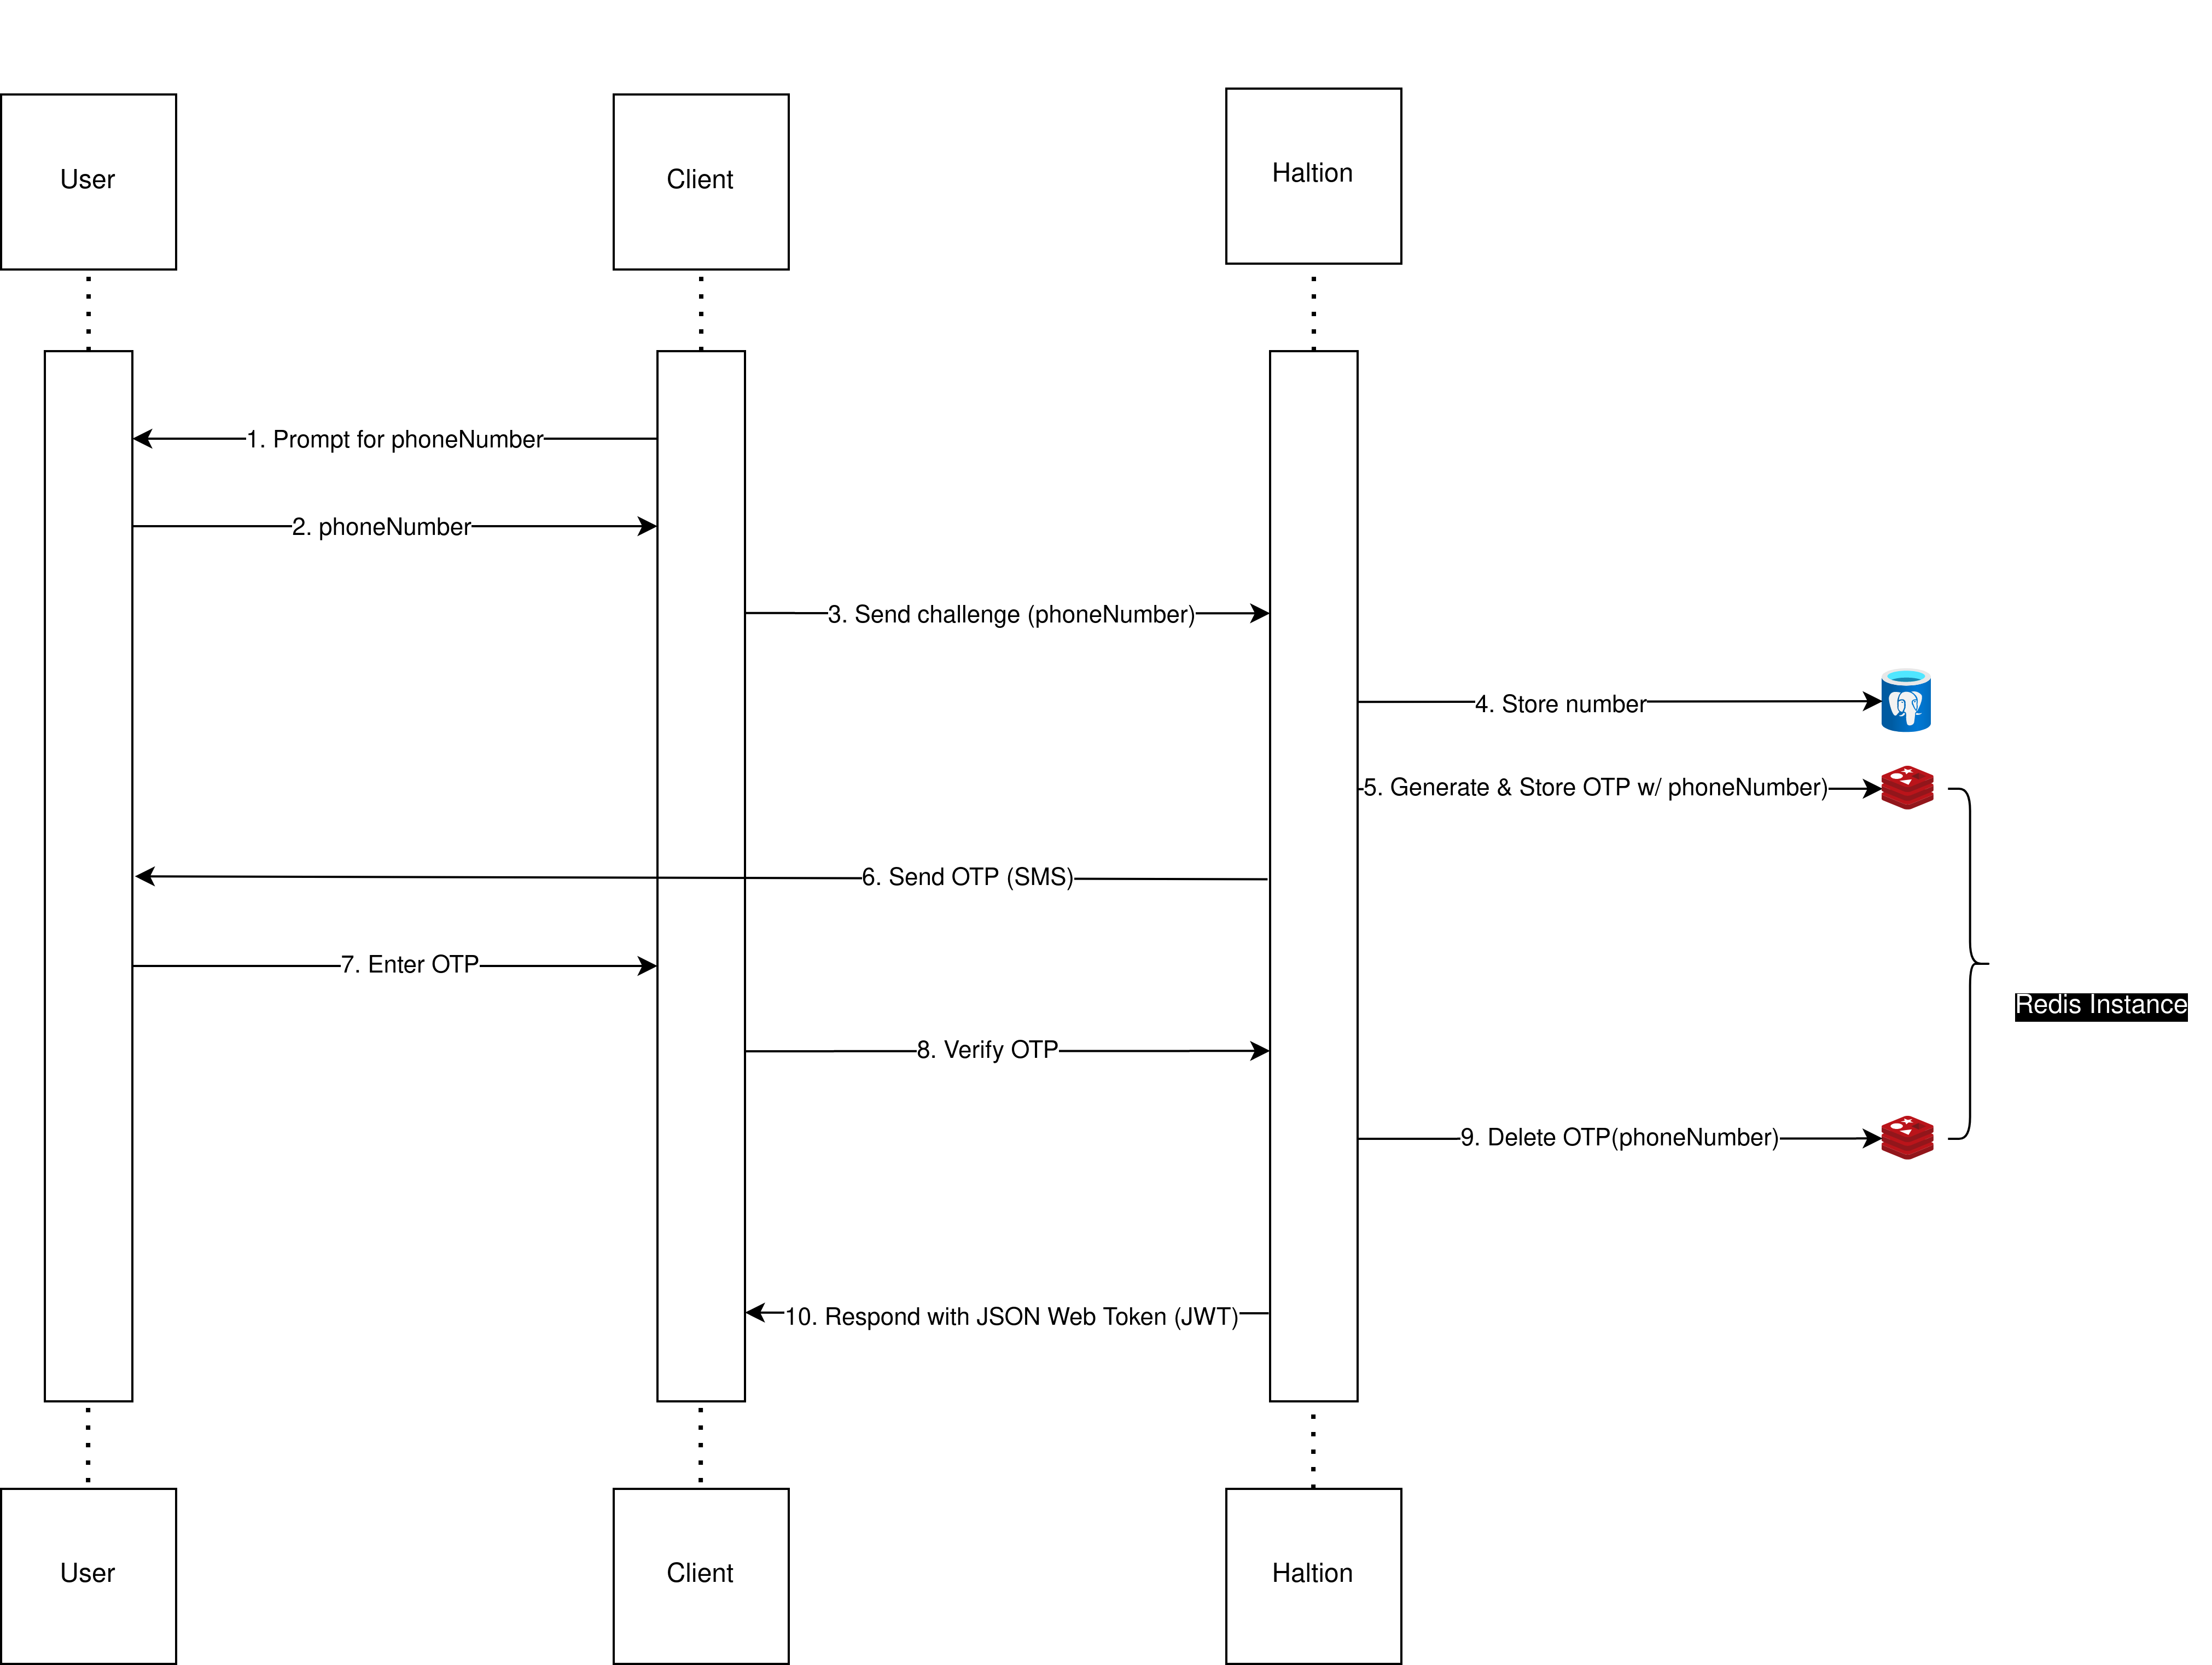 User
Client
Haltion
1. Prompt for phoneNumber
2. phoneNumber
3. Send challenge (phoneNumber)
4. Store number
5. Generate & Store OTP w/ phoneNumber)
6. Send OTP (SMS)
7. Enter OTP
Redis Instance
8. Verify OTP
9. Delete OTP(phoneNumber)
10. Respond with JSON Web Token (JWT)
User
Client
Haltion